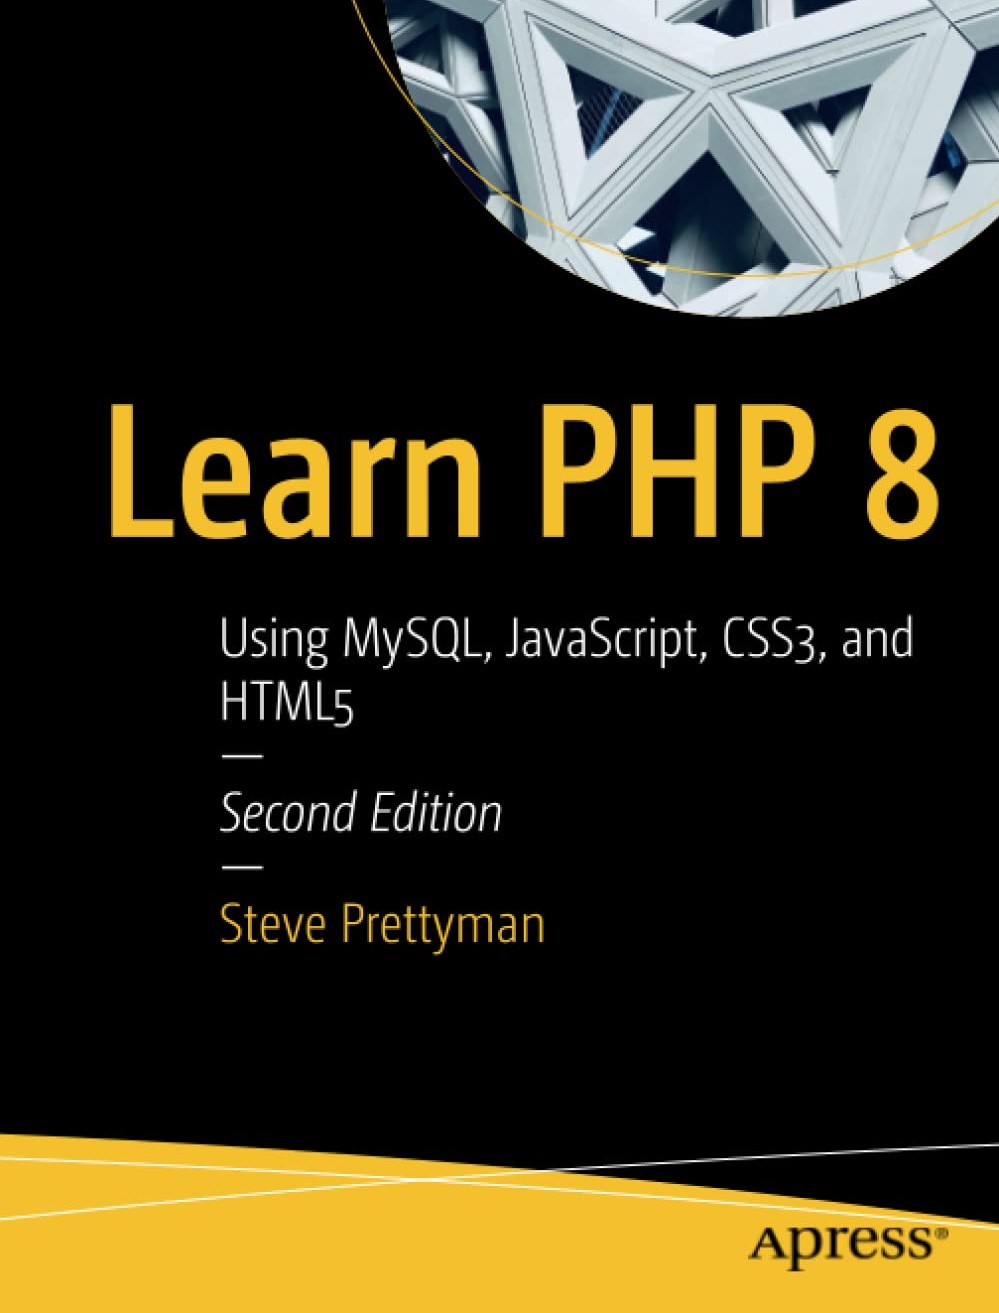 Learn PHP 8
Using MySQL, JavaScript, CSS3, and
HTML5
—
Second Edition
—
Steve Prettyman
Apress®